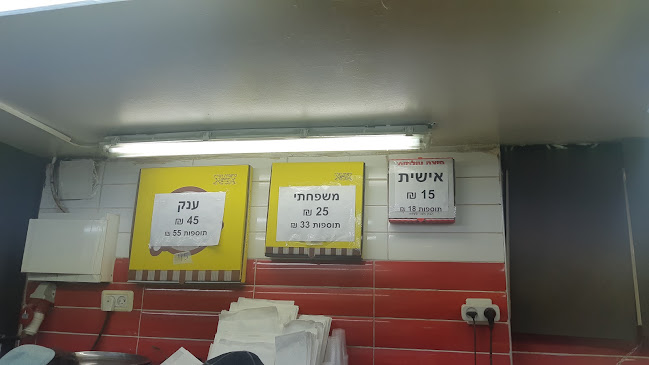 ענק
45 ₪
תוספות 55 ₪
משפחתי
25 ₪
תוספות 33 ₪
אישית
15 ₪
תוספות 18 ₪